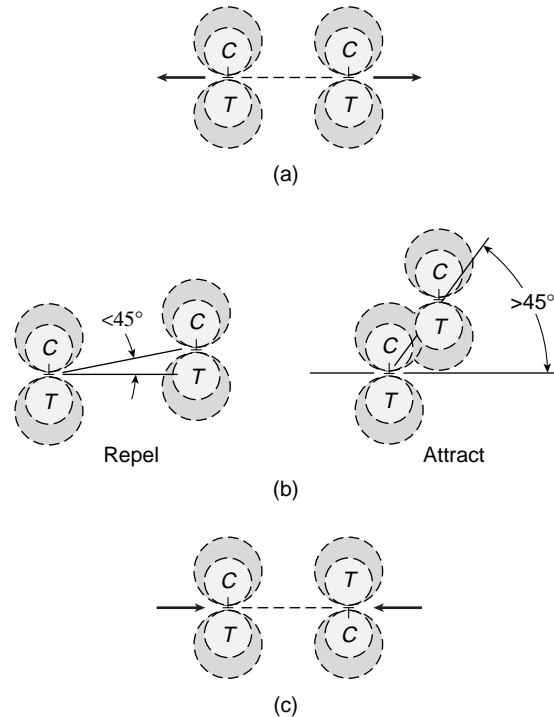 C C
T T
(a)
C
<45°
C
C
>45°
C
T
T
T
T
Repel
Attract
(b)
C T
T C
(c)